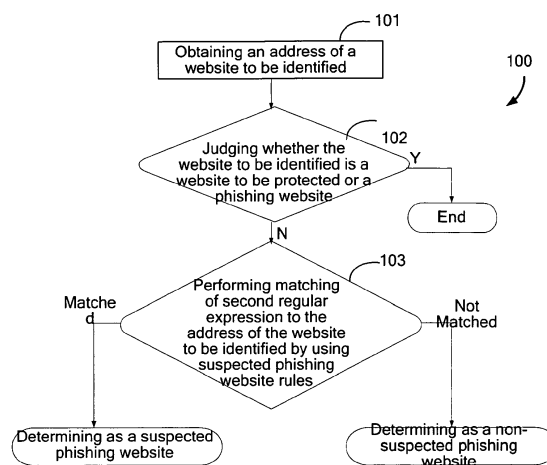 101
Obtaining an address of a
website to be identified
100
102
Judging whether the
website to be identified is a
website to be protected or a
phishing website
Y
End
N
103
Performing matching
of second regular
expression to the
address of the website
to be identified by using
suspected phishing
website rules
Matche
d
Not
Matched
Determining as a suspected
phishing website
Determining as a non-
suspected phishing
website